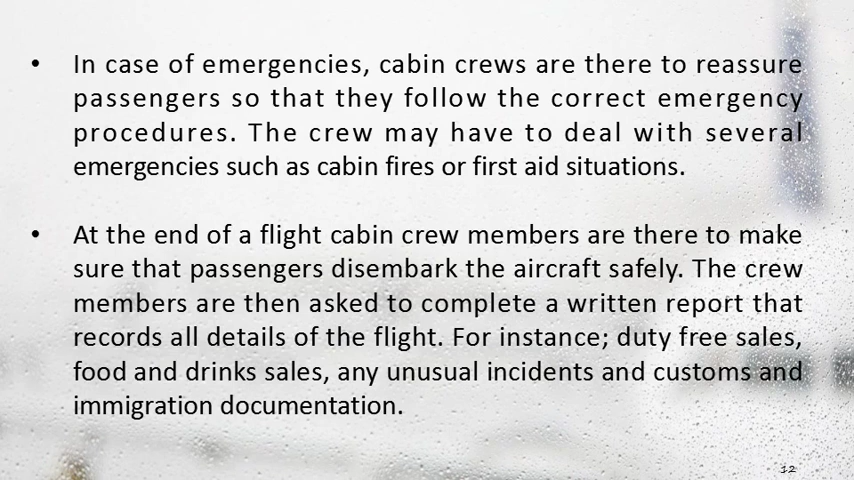 • In case of emergencies, cabin crews are there to reassure
passengers so that they follow the correct emergency
procedures. The crew may have to deal with several
emergencies such as cabin fires or first aid situations.
• At the end of a flight cabin crew members are there to make
sure that passengers disembark the aircraft safely. The crew
members are then asked to complete a written report that
records all details of the flight. For instance; duty free sales,
food and drinks sales, any unusual incidents and customs and
immigration documentation.
12